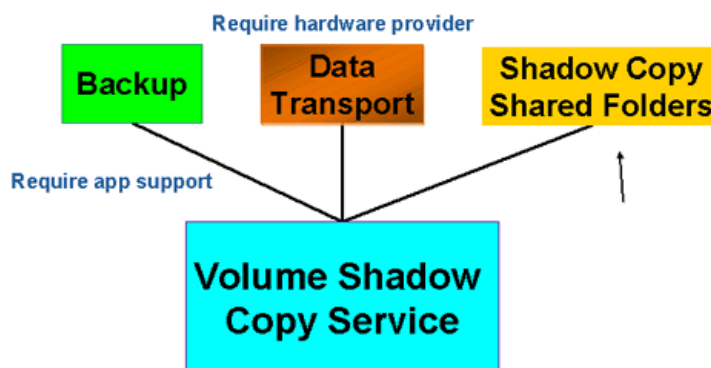 Require hardware provider
Backup
Data
Transport
Shadow Copy
Shared Folders
Require app support
Volume Shadow
Copy Service